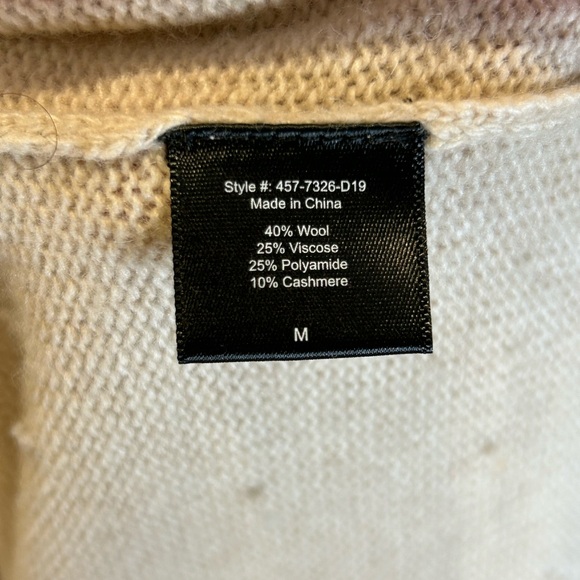 Style #: 457-7326-D19
Made in China
40% Wool
25% Viscose
25% Polyamide
10% Cashmere
M